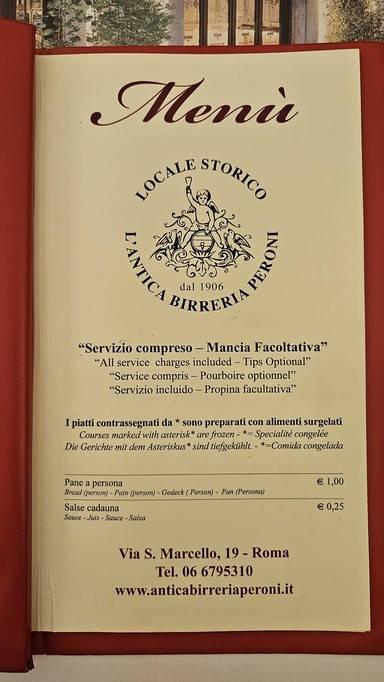 Menù
LOCALE STORICO
dal 1906
L'ANTICA BIRRERIA PERONI
“Servizio compreso – Mancia Facoltativa”
“All service charges included – Tips Optional”
“Service compris – Pourboire optionnel”
“Servizio incluido – Propina facultativa”
I piatti contrassegnati da * sono preparati con alimenti surgelati
Courses marked with asterisk* are frozen - *= Specialité congelée
Die Gerichte mit dem Asteriskus* sind tiefgekühlt. - *=Comida congelada
Pane a persona € 1,00
Bread (person) - Pain (person) - Gedeck ( Person) - Pan (Persona)
Salse cadauna € 0,25
Sauce - Juis - Sauce - Salsa
Via S. Marcello, 19 - Roma
Tel. 06 6795310
www.anticabirreriaperoni.it